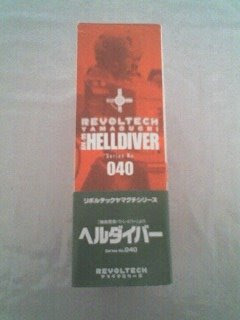 REVOLTECH
YAMAGUCHI
HELLDIVER
Series No.
040
リボルテックヤマグチシリーズ
ヘルダイバー
Series No.040
REVOLTECH